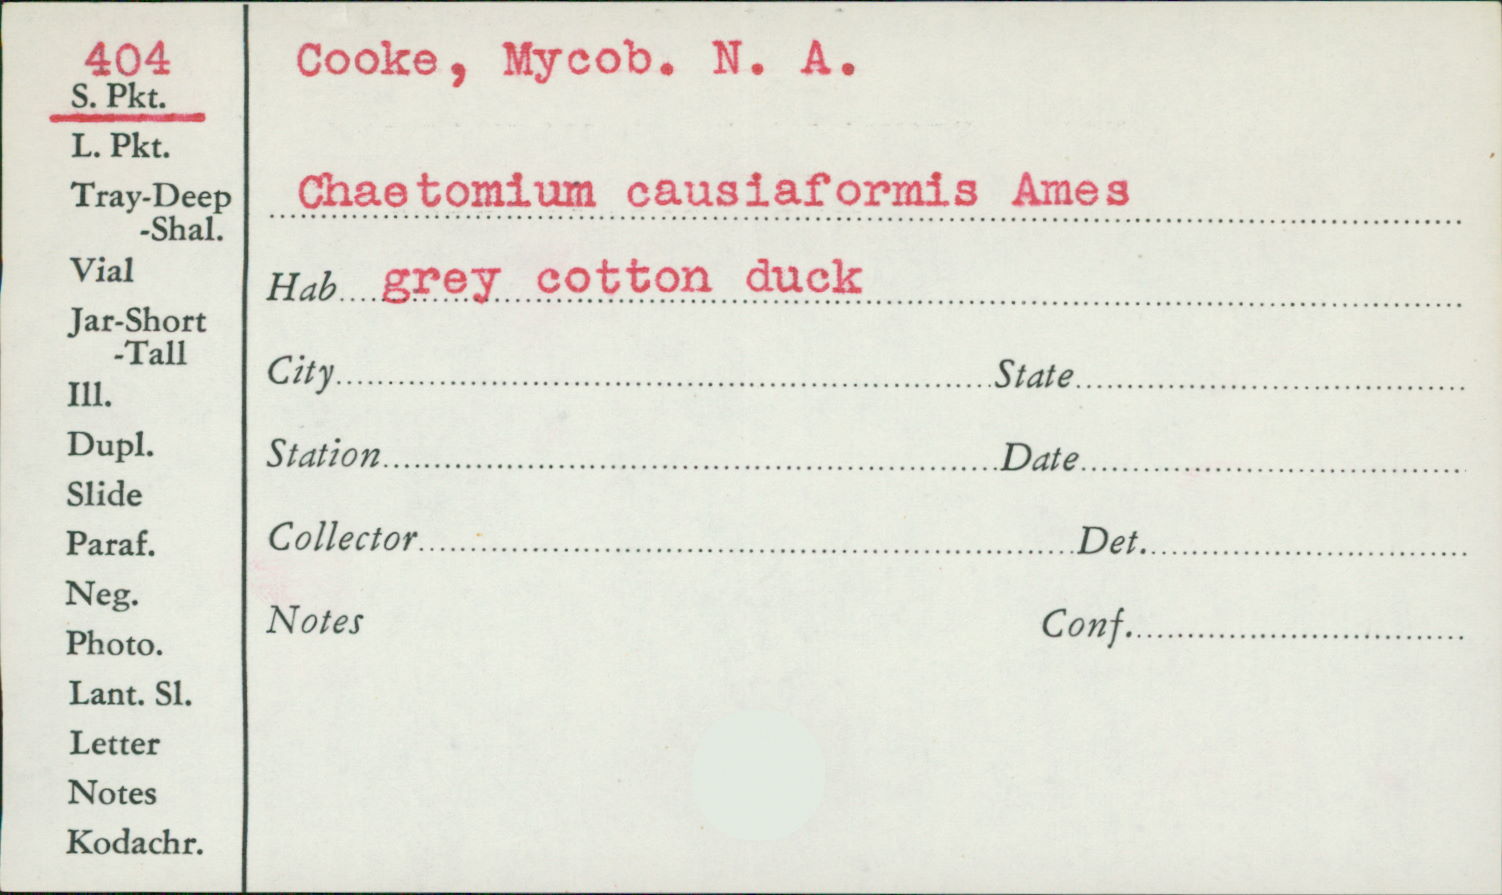 404
S. Pkt.
L. Pkt.
Tray-Deep
-Shal.
Vial
Jar-Short
-Tall
Ill.
Dupl.
Slide
Paraf.
Neg.
Photo.
Lant. Sl.
Letter
Notes
Kodachr.
Cooke, Mycob. N. A.
Chaetomium causiaformis Ames
Hab grey cotton duck
City State
Station Date
Collector Det.
Notes Conf.